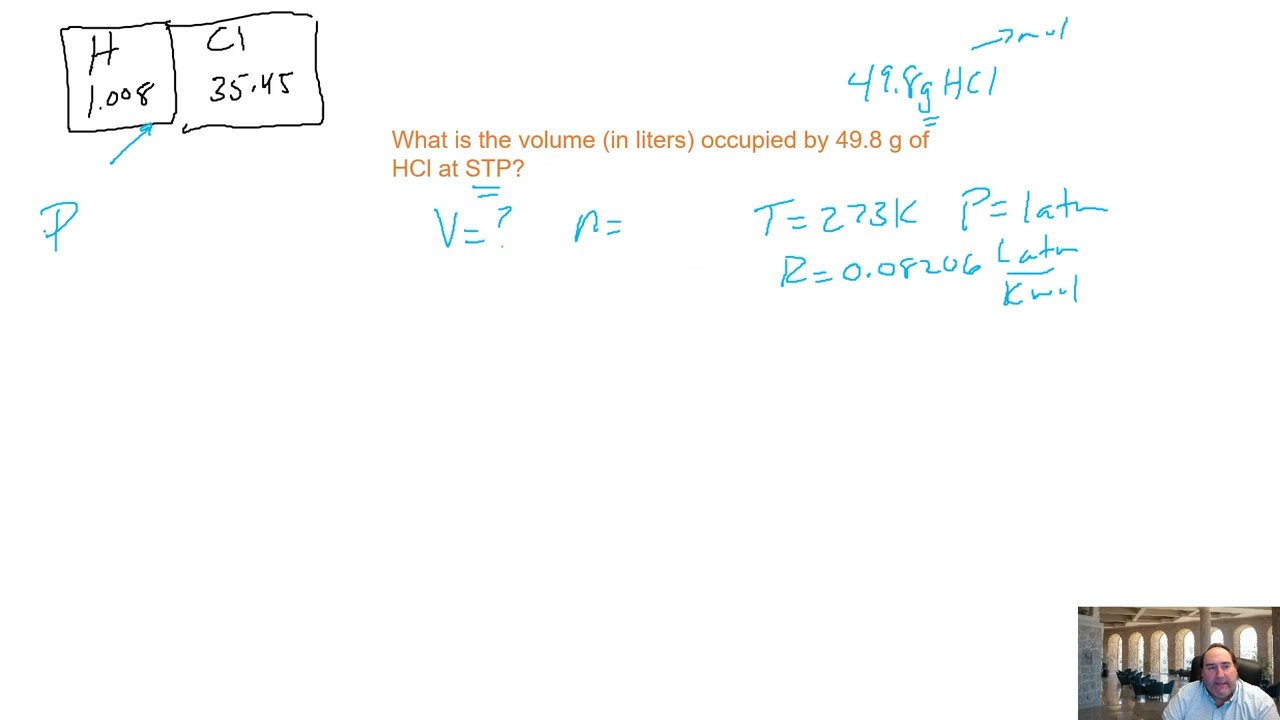 H Cl
1.008 35.45
→ mol
49.8g HCl
What is the volume (in liters) occupied by 49.8 g of
HCl at STP?
P V=? n= T=273K P=1atm
R=0.08206 L atm
K mol